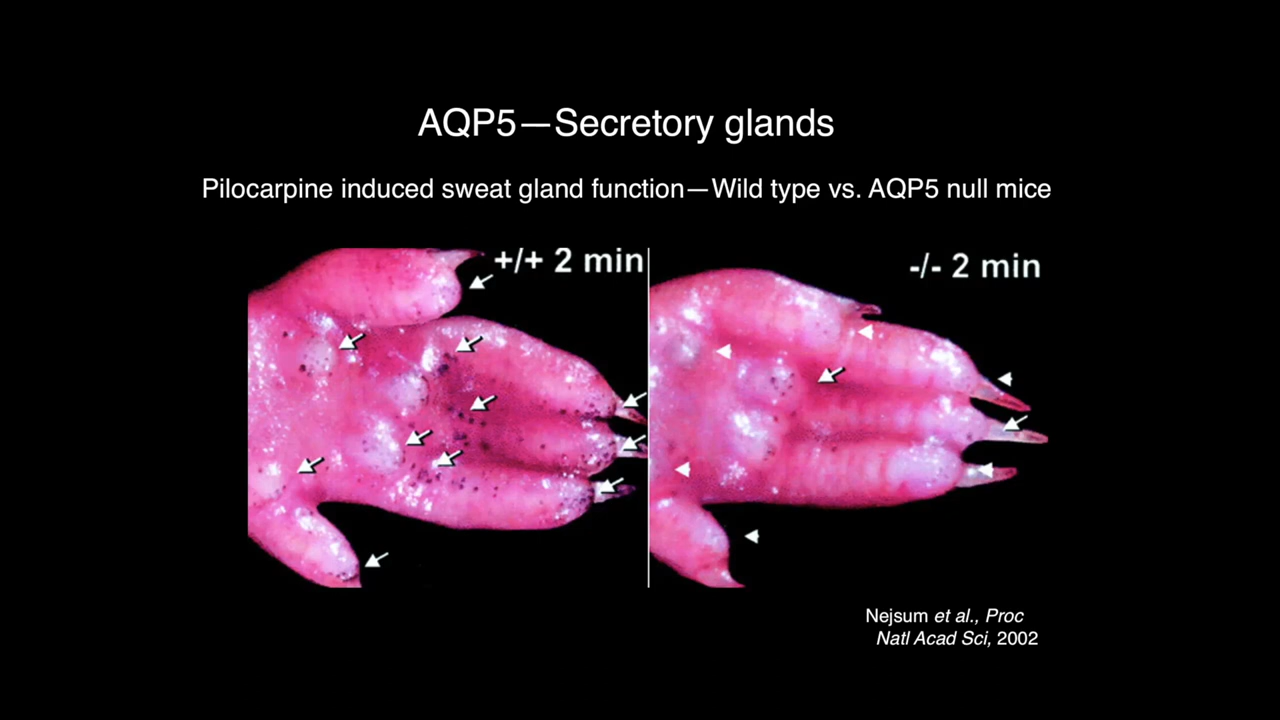 AQP5—Secretory glands
Pilocarpine induced sweat gland function—Wild type vs. AQP5 null mice
+/+ 2 min
-/- 2 min
Nejsum et al., Proc
Natl Acad Sci, 2002